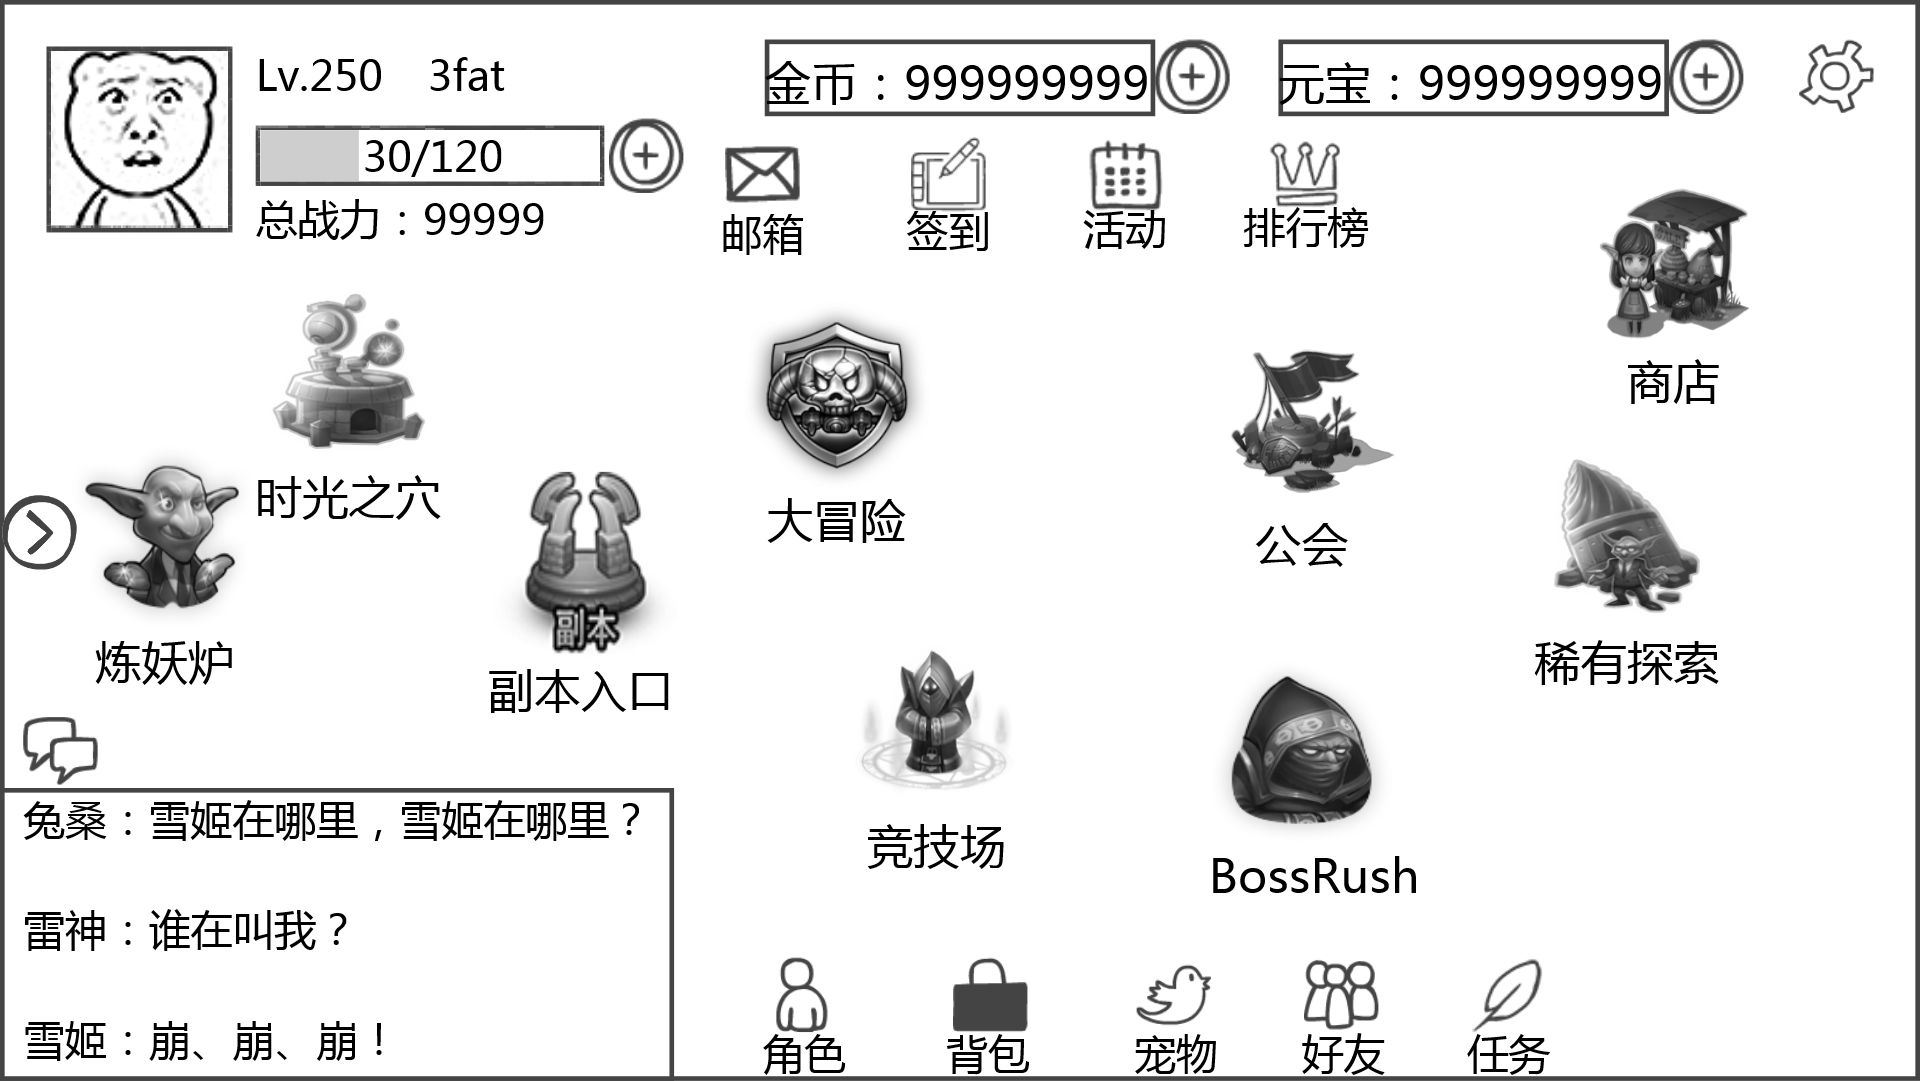 Lv.250 3fat
金币：999999999
元宝：999999999
30/120
总战力：99999
邮箱
签到
活动
排行榜
商店
时光之穴
大冒险
公会
炼妖炉
副本
副本入口
稀有探索
竞技场
BossRush
兔桑：雪姬在哪里，雪姬在哪里？
雷神：谁在叫我？
雪姬：崩、崩、崩！
角色
背包
宠物
好友
任务